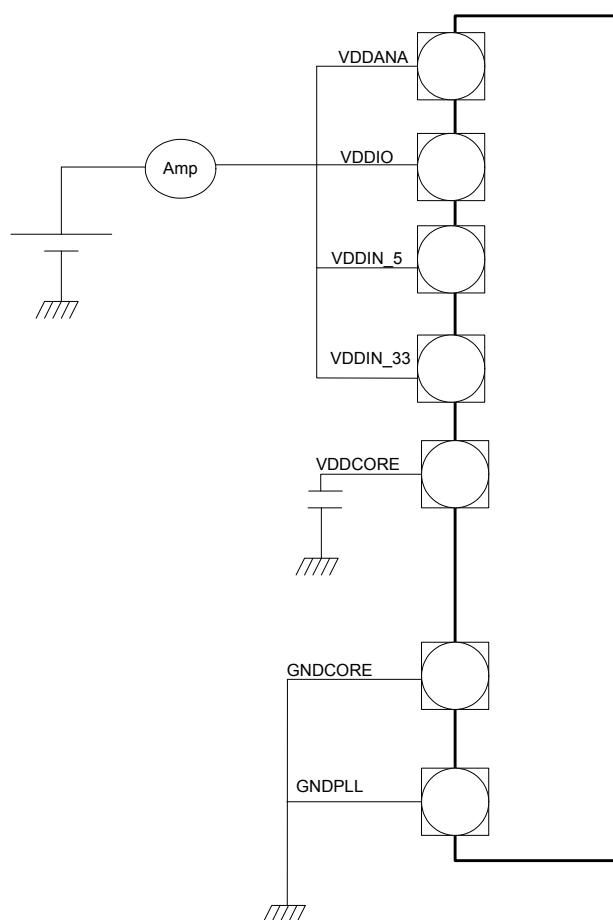 VDDANA
Amp
VDDIO
VDDIN_5
VDDIN_33
VDDCORE
GNDCORE
GNDPLL